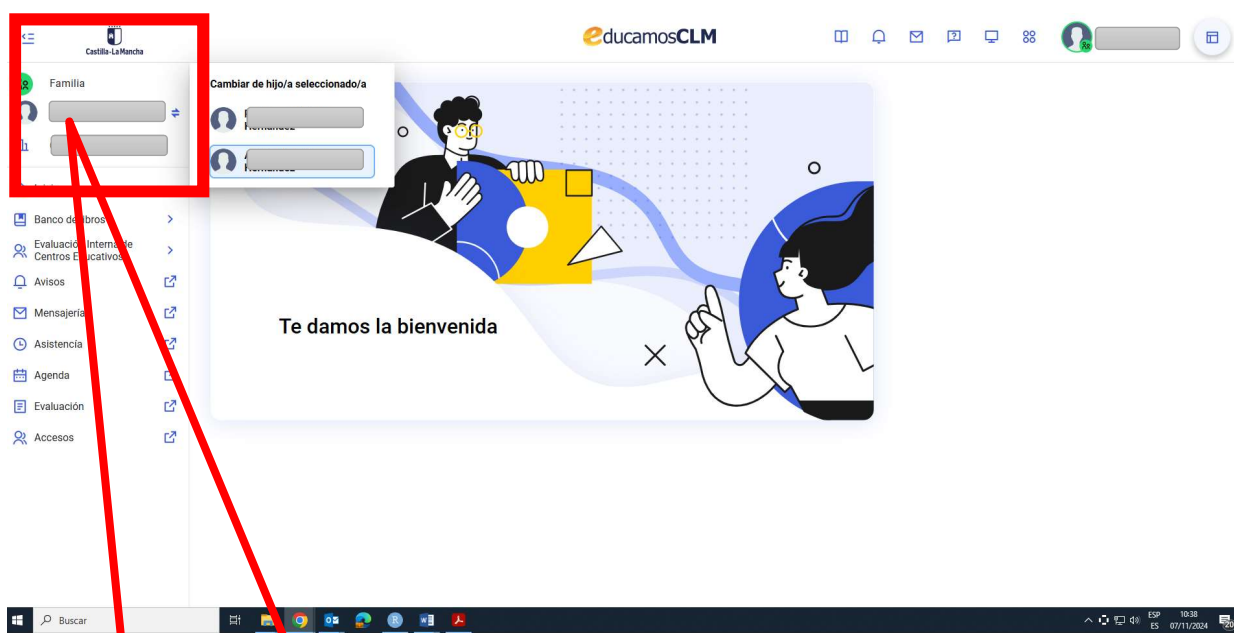 Castilla-La Mancha
educamosCLM
Familia
Cambiar de hijo/a seleccionado/a
Banco de libros
Evaluación Interna de
Centros Educativos
Avisos
Mensajería
Asistencia
Agenda
Evaluación
Accesos
Te damos la bienvenida
Buscar
ESP
ES
10:38
07/11/2024